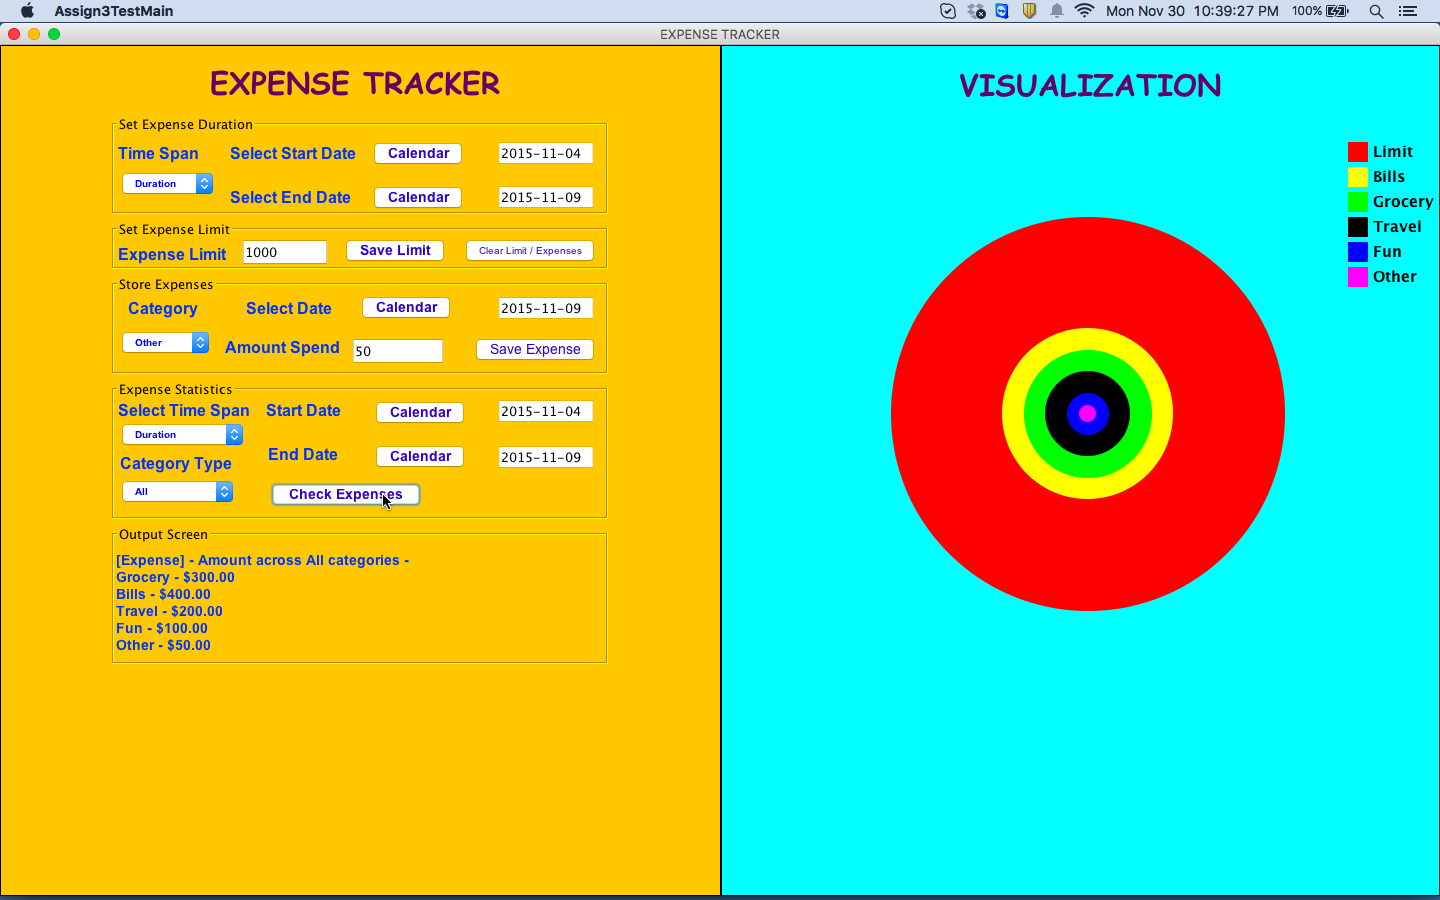 Assign3TestMain
Mon Nov 30 10:39:27 PM 100%
EXPENSE TRACKER
EXPENSE TRACKER
Set Expense Duration
Time Span Select Start Date Calendar 2015-11-04
Duration
Select End Date Calendar 2015-11-09
Set Expense Limit
Expense Limit 1000 Save Limit Clear Limit / Expenses
Store Expenses
Category Select Date Calendar 2015-11-09
Other Amount Spend 50 Save Expense
Expense Statistics
Select Time Span Start Date Calendar 2015-11-04
Duration
End Date Calendar 2015-11-09
Category Type
All Check Expenses
Output Screen
[Expense] - Amount across All categories -
Grocery - $300.00
Bills - $400.00
Travel - $200.00
Fun - $100.00
Other - $50.00
VISUALIZATION
Limit
Bills
Grocery
Travel
Fun
Other